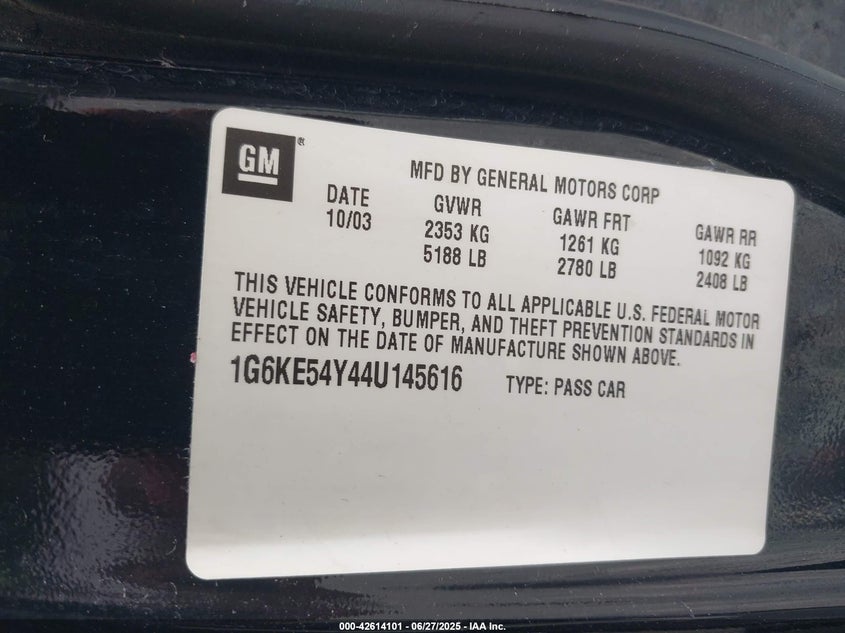 GM®
MFD BY GENERAL MOTORS CORP
DATE GVWR GAWR FRT GAWR RR
10/03 2353 KG 1261 KG 1092 KG
5188 LB 2780 LB 2408 LB
THIS VEHICLE CONFORMS TO ALL APPLICABLE U.S. FEDERAL MOTOR
VEHICLE SAFETY, BUMPER, AND THEFT PREVENTION STANDARDS IN
EFFECT ON THE DATE OF MANUFACTURE SHOWN ABOVE.
1G6KE54Y44U145616 TYPE: PASS CAR
000-42614101 - 06/27/2025 - IAA Inc.